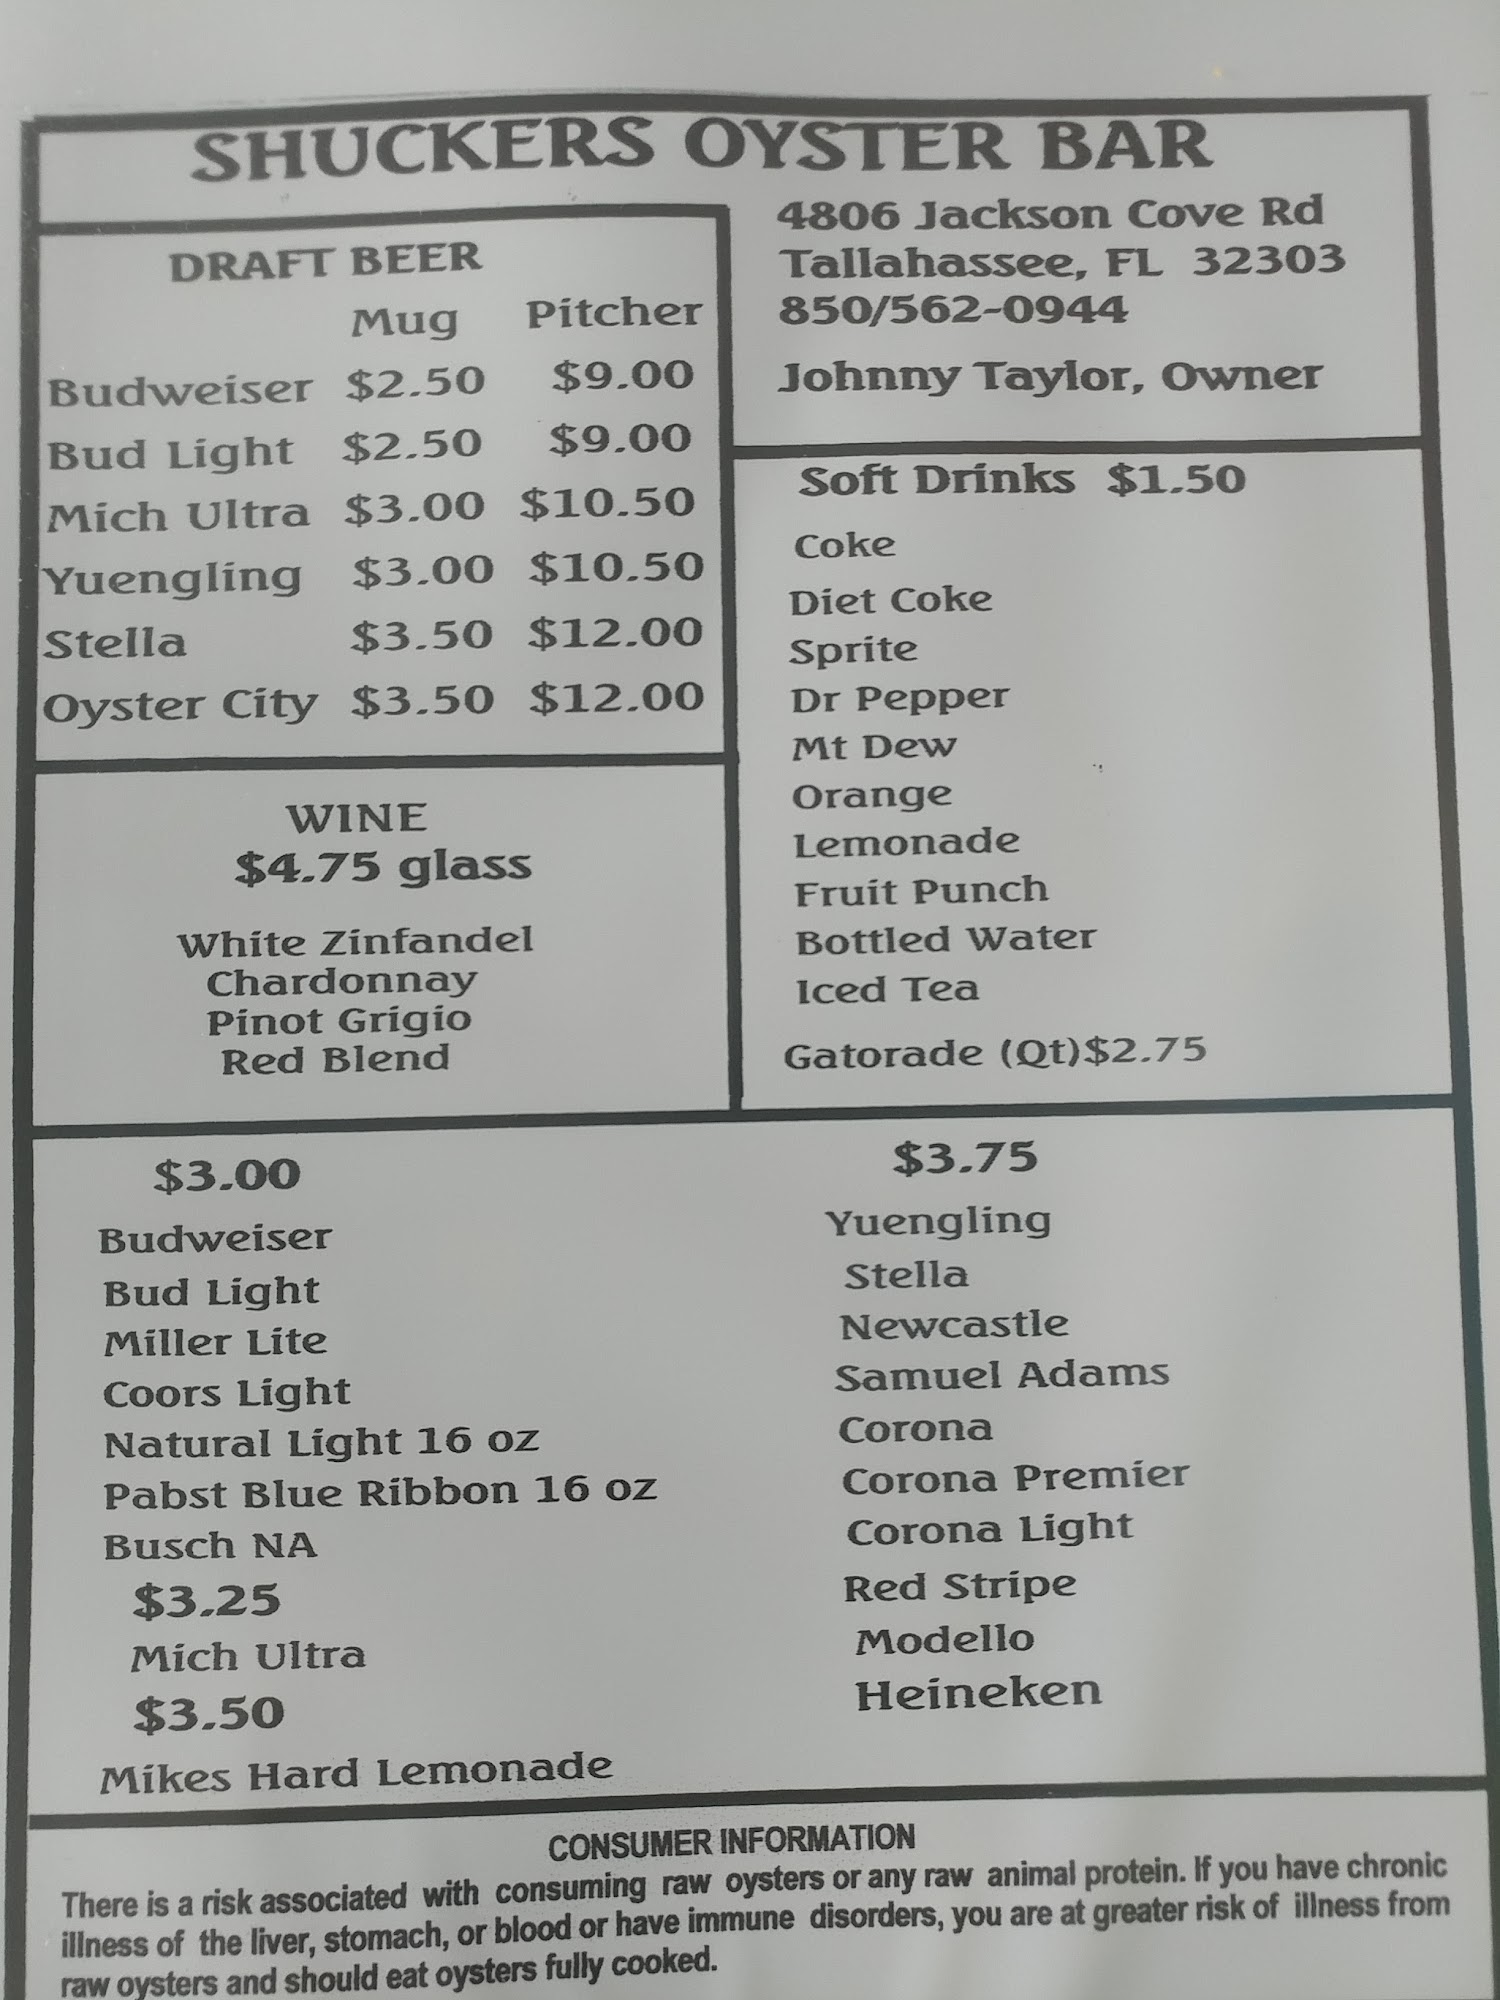 SHUCKERS OYSTER BAR
4806 Jackson Cove Rd
Tallahassee, FL 32303
850/562-0944
Johnny Taylor, Owner
DRAFT BEER
Mug Pitcher
Budweiser $2.50 $9.00
Bud Light $2.50 $9.00
Mich Ultra $3.00 $10.50
Yuengling $3.00 $10.50
Stella $3.50 $12.00
Oyster City $3.50 $12.00
WINE
$4.75 glass
White Zinfandel
Chardonnay
Pinot Grigio
Red Blend
Soft Drinks $1.50
Coke
Diet Coke
Sprite
Dr Pepper
Mt Dew
Orange
Lemonade
Fruit Punch
Bottled Water
Iced Tea
Gatorade (Qt)$2.75
$3.00
Budweiser
Bud Light
Miller Lite
Coors Light
Natural Light 16 oz
Pabst Blue Ribbon 16 oz
Busch NA
$3.25
Mich Ultra
$3.50
Mikes Hard Lemonade
$3.75
Yuengling
Stella
Newcastle
Samuel Adams
Corona
Corona Premier
Corona Light
Red Stripe
Modello
Heineken
CONSUMER INFORMATION
There is a risk associated with consuming raw oysters or any raw animal protein. If you have chronic
illness of the liver, stomach, or blood or have immune disorders, you are at greater risk of illness from
raw oysters and should eat oysters fully cooked.